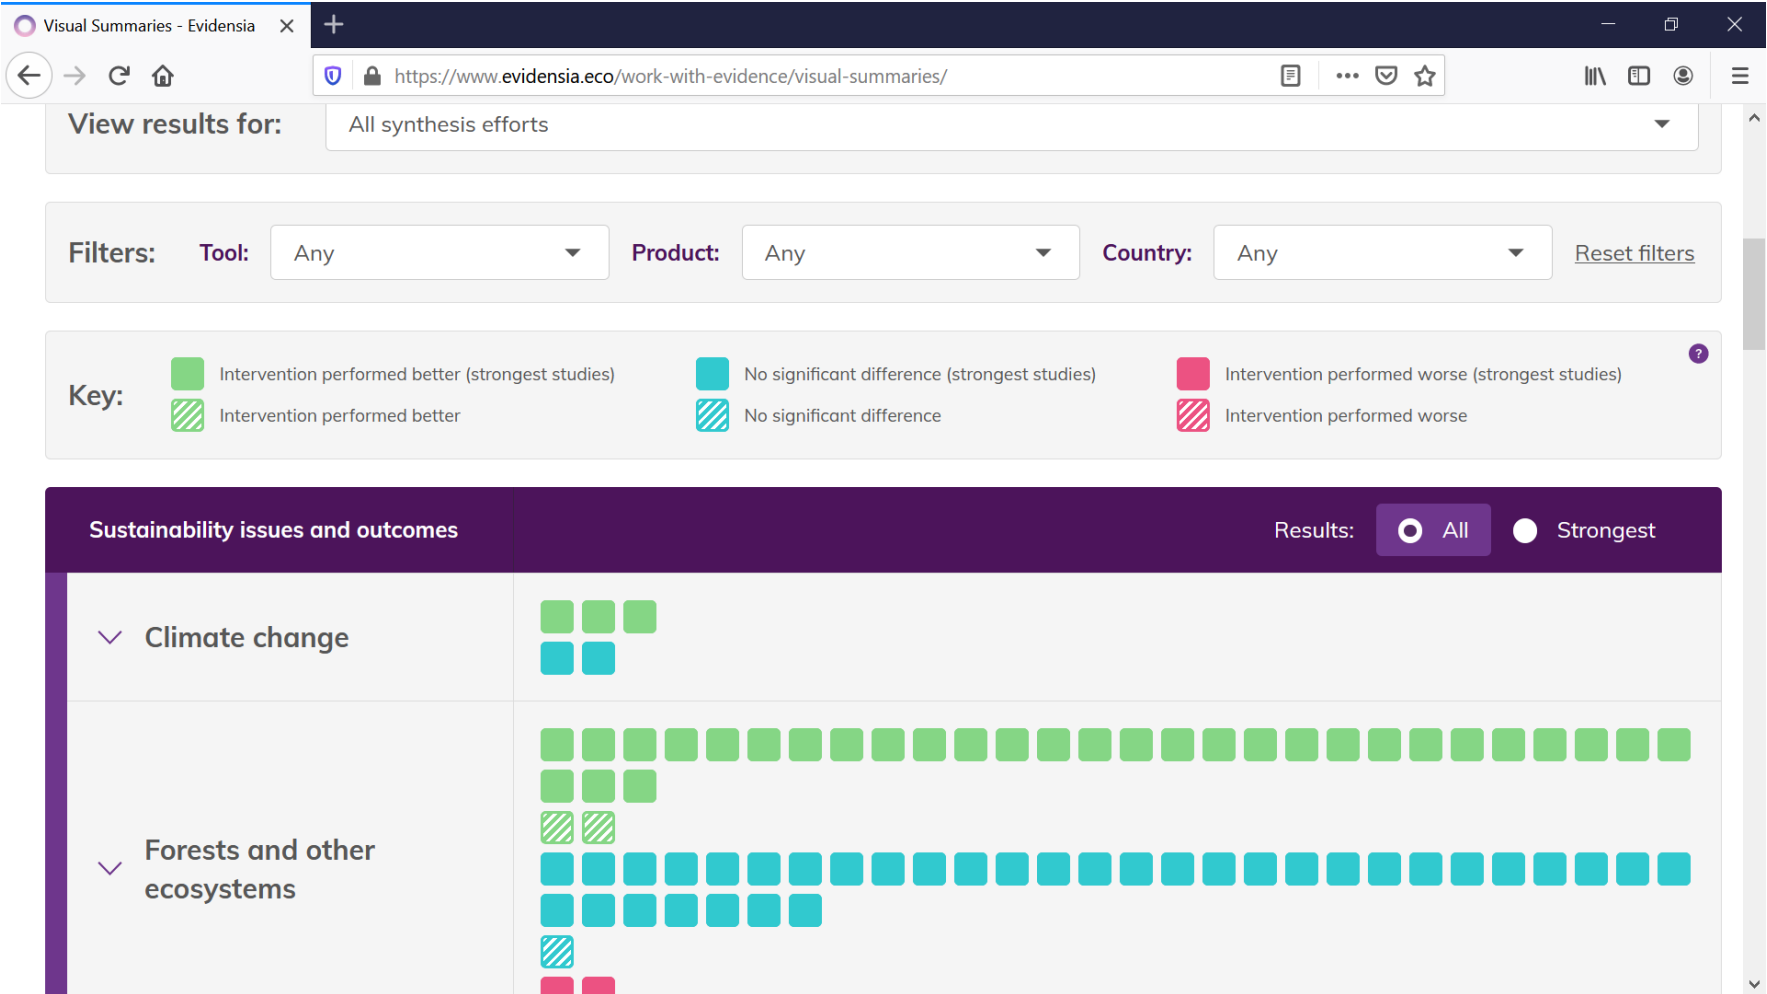 Visual Summaries - Evidensia
https://www.evidensia.eco/work-with-evidence/visual-summaries/
View results for: All synthesis efforts
Filters: Tool: Any Product: Any Country: Any Reset filters
?
Key:
Intervention performed better (strongest studies) No significant difference (strongest studies) Intervention performed worse (strongest studies)
Intervention performed better No significant difference Intervention performed worse
Sustainability issues and outcomes Results: All Strongest
Climate change
Forests and other
ecosystems